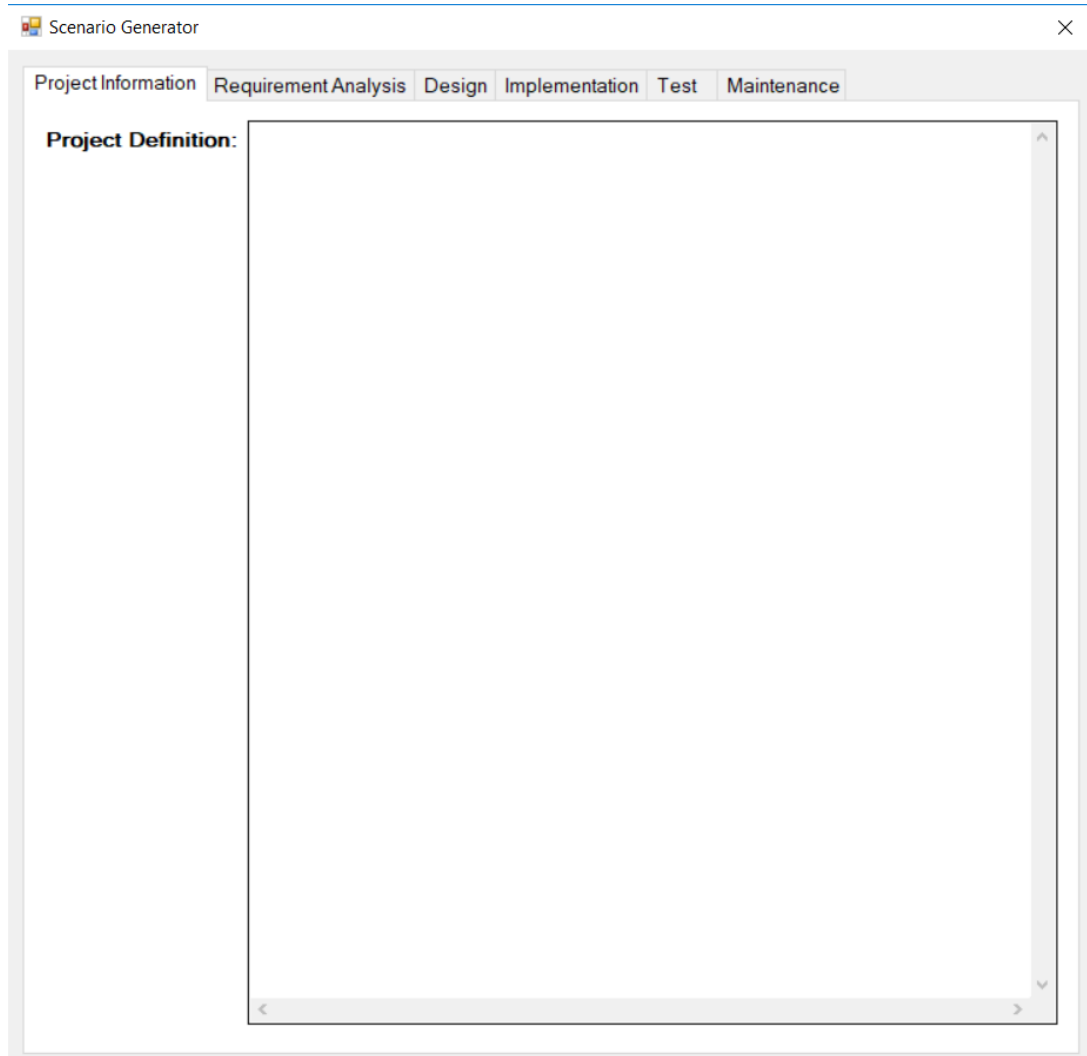 Scenario Generator
Project Information Requirement Analysis Design Implementation Test Maintenance
Project Definition: